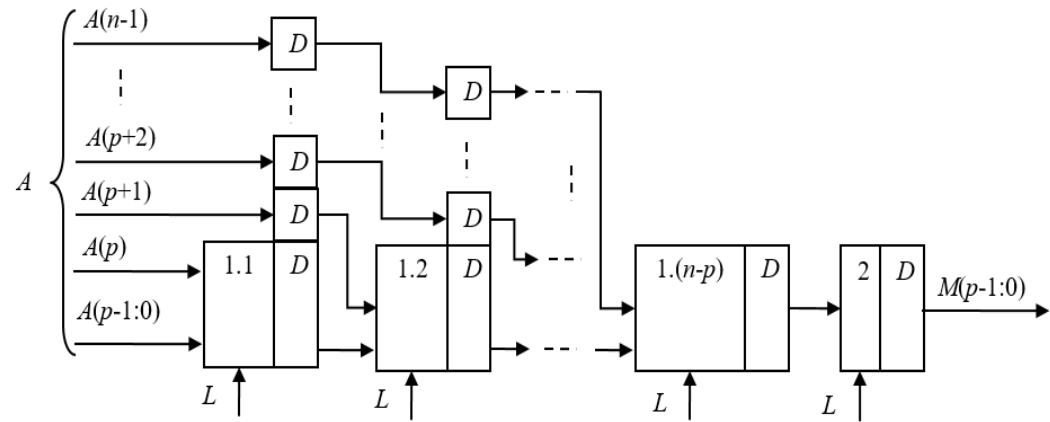 A(n-1)
D
D
A(p+2)
D
A
A(p+1)
D
D
A(p)
1.1
D
1.2
D
1.(n-p)
D
2
D
A(p-1:0)
M(p-1:0)
L
L
L
L